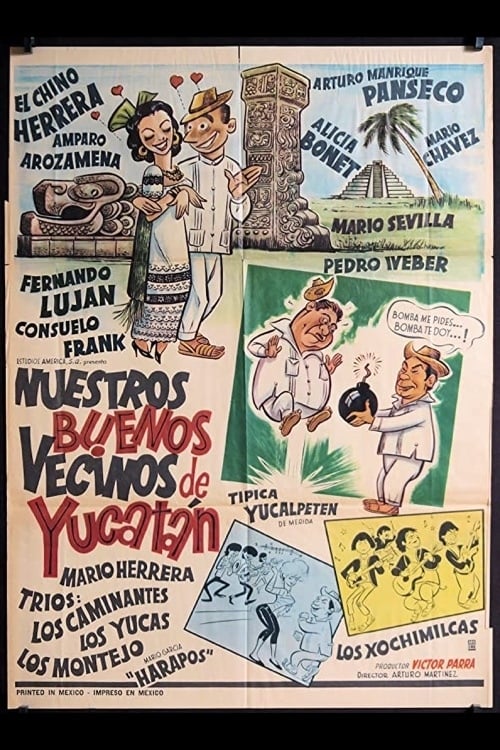 EL CHINO
HERRERA
AMPARO
AROZAMENA
ARTURO MANRIQUE
PANSECO
ALICIA
BONET
MARIO
CHAVEZ
MARIO SEVILLA
PEDRO WEBER
FERNANDO
LUJAN
CONSUELO
FRANK
ESTUDIOS AMERICA, S.A. presenta
NUESTROS
BUENOS
VECINOS de
YUCATÁN
BOMBA ME PIDES...
BOMBA TE DOY...!
TIPICA
YUCALPETEN
DE MERIDA
MARIO HERRERA
TRIOS:
LOS CAMINANTES
LOS YUCAS
LOS MONTEJO
MARIO GARCIA
"HARAPOS"
LOS XOCHIMILCAS
PRODUCTOR VICTOR PARRA
DIRECTOR ARTURO MARTINEZ
PRINTED IN MEXICO - IMPRESO EN MEXICO